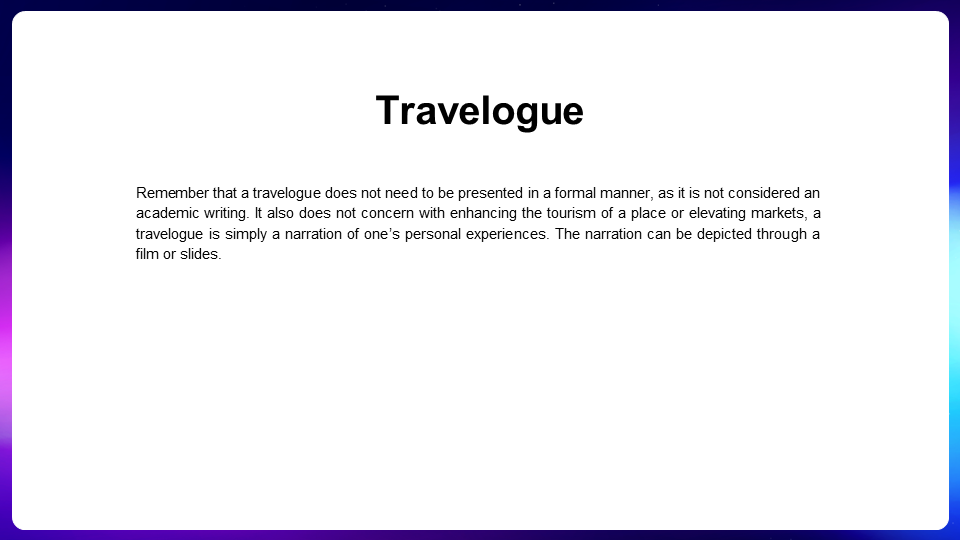 Travelogue
Remember that a travelogue does not need to be presented in a formal manner, as it is not considered an
academic writing. It also does not concern with enhancing the tourism of a place or elevating markets, a
travelogue is simply a narration of one’s personal experiences. The narration can be depicted through a
film or slides.